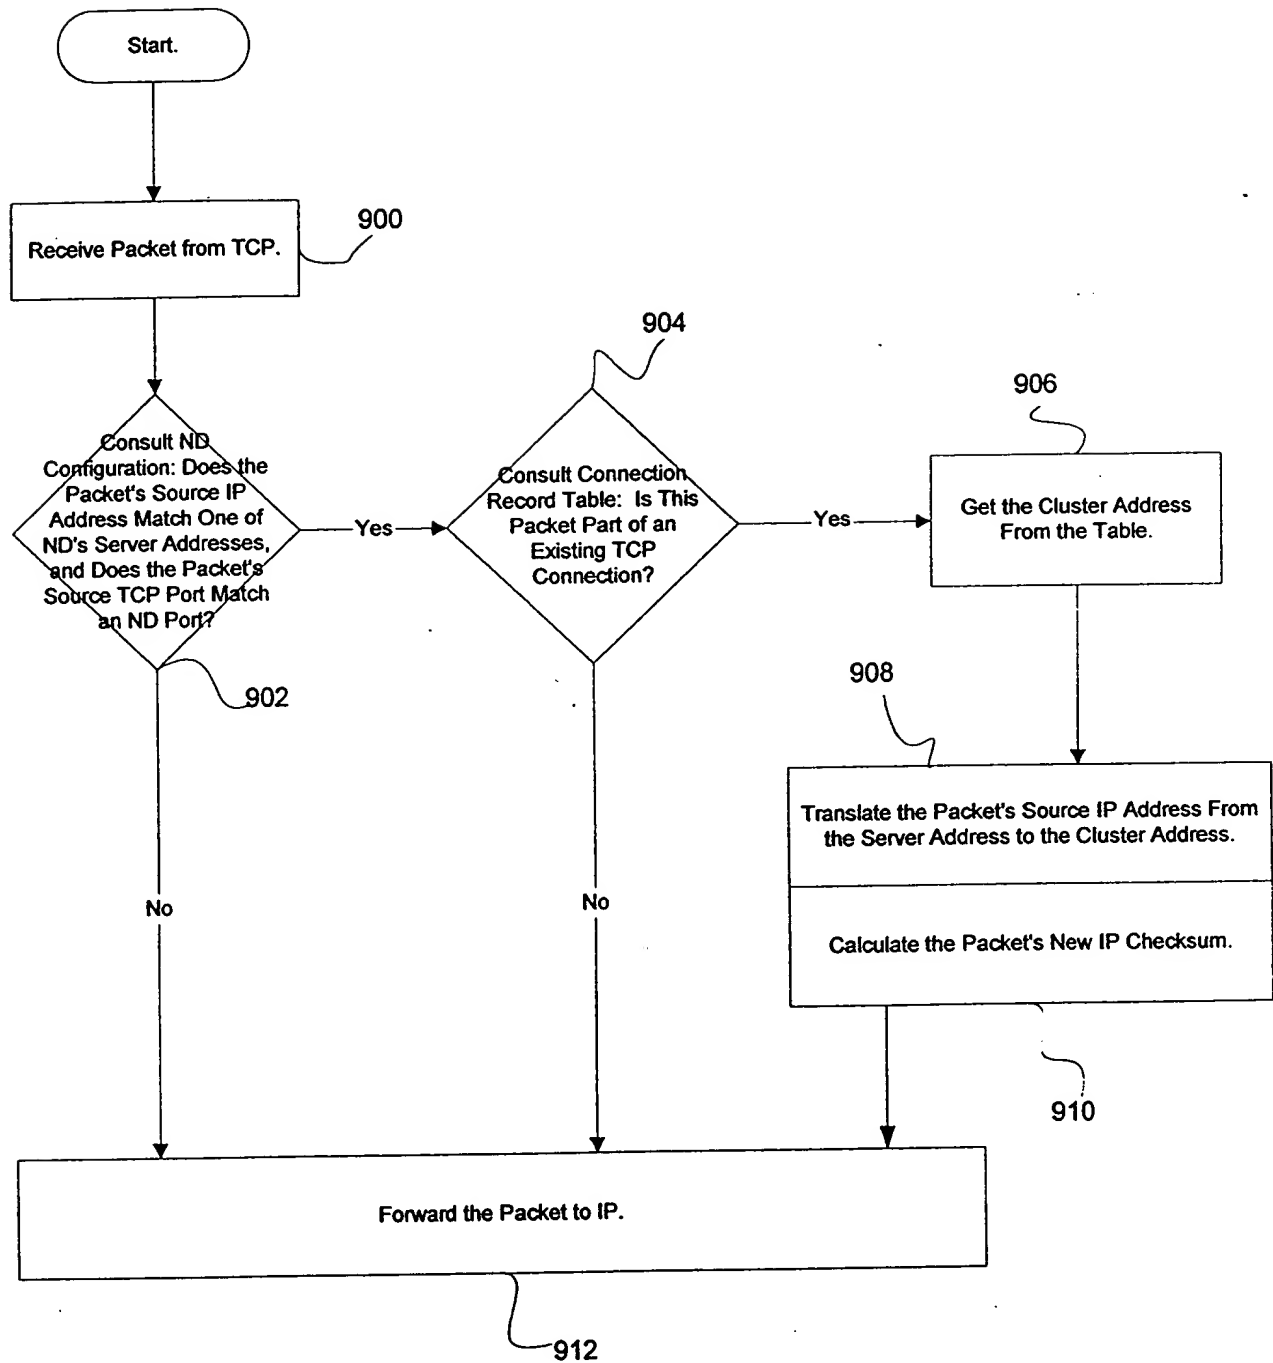 Start.
Receive Packet from TCP.
900
904
906
Consult ND
Configuration: Does the
Packet's Source IP
Address Match One of
ND's Server Addresses,
and Does the Packet's
Source TCP Port Match
an ND Port?
902
Yes
Consult Connection
Record Table: Is This
Packet Part of an
Existing TCP
Connection?
Yes
Get the Cluster Address
From the Table.
908
Translate the Packet's Source IP Address From
the Server Address to the Cluster Address.
Calculate the Packet's New IP Checksum.
910
No
No
Forward the Packet to IP.
912